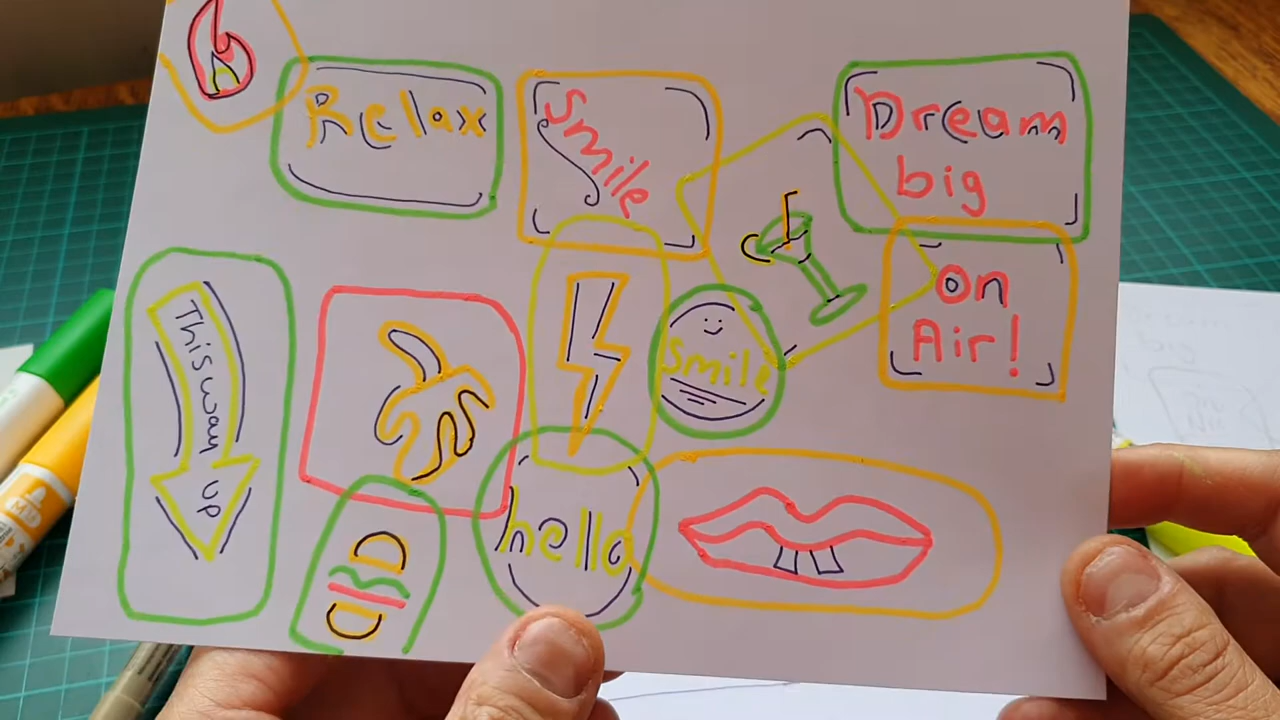 Relax
Smile
Dream
big
On
Air!
This way
up
Smile
hello